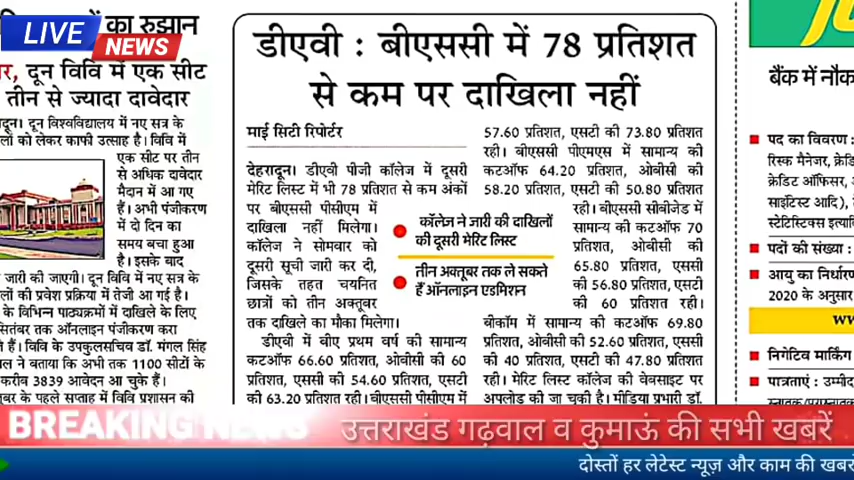 LIVE
NEWS
का रुझान
दून विवि में एक सीट
तीन से ज्यादा दावेदार
दून विश्वविद्यालय में नए सत्र के
लों को लेकर काफी उत्साह है। विवि में
एक सीट पर तीन
से अधिक दावेदार
मैदान में आ गए
हैं। अभी पंजीकरण
में दो दिन का
समय बचा हुआ
है। इसके बाद
जारी की जाएगी। दून विवि में नए सत्र के
लों की प्रवेश प्रक्रिया में तेजी आ गई है।
के विभिन्न पाठ्यक्रमों में दाखिले के लिए
सितंबर तक ऑनलाइन पंजीकरण करा
ते हैं। विवि के उपकुलसचिव डॉ. मंगल सिंह
ल ने बताया कि अभी तक 1100 सीटों के
करीब 3839 आवेदन आ चुके हैं।
बर के पहले सप्ताह में विवि प्रशासन की
डीएवी : बीएससी में 78 प्रतिशत
से कम पर दाखिला नहीं
माई सिटी रिपोर्टर
देहरादून। डीएवी पीजी कॉलेज में दूसरी
मेरिट लिस्ट में भी 78 प्रतिशत से कम अंकों
पर बीएससी पीसीएम में
दाखिला नहीं मिलेगा।
कॉलेज ने सोमवार को
दूसरी सूची जारी कर दी,
जिसके तहत चयनित
छात्रों को तीन अक्तूबर
तक दाखिले का मौका मिलेगा।
डीएवी में बीए प्रथम वर्ष की सामान्य
कटऑफ 66.60 प्रतिशत, ओबीसी की 60
प्रतिशत, एससी की 54.60 प्रतिशत, एसटी
की 63.20 प्रतिशत रही। बीएससी पीसीएम में
कॉलेज ने जारी की दाखिलों
की दूसरी मेरिट लिस्ट
तीन अक्तूबर तक ले सकते
हैं ऑनलाइन एडमिशन
57.60 प्रतिशत, एसटी की 73.80 प्रतिशत
रही। बीएससी पीएमएस में सामान्य की
कटऑफ 64.20 प्रतिशत, ओबीसी की
58.20 प्रतिशत, एसटी की 50.80 प्रतिशत
रही। बीएससी सीबीजेड में
सामान्य की कटऑफ 70
प्रतिशत, ओबीसी की
65.80 प्रतिशत, एससी
की 56.80 प्रतिशत, एसटी
की 60 प्रतिशत रही।
बीकॉम में सामान्य की कटऑफ 69.80
प्रतिशत, ओबीसी की 52.60 प्रतिशत, एससी
की 40 प्रतिशत, एसटी की 47.80 प्रतिशत
रही। मेरिट लिस्ट कॉलेज की वेबसाइट पर
अपलोड की जा चुकी है। मीडिया प्रभारी डॉ.
बैंक में नौक
पद का विवरण :
रिस्क मैनेजर, क्रेडि
क्रेडिट ऑफिसर,
साइंटिस्ट आदि),
स्टेटिस्टिक्स इत्यादि
पदों की संख्या :
आयु का निर्धारण
2020 के अनुसार
ww
निगेटिव मार्किंग
पात्रताएं : उम्मीद
BREAKING NEWS
उत्तराखंड गढ़वाल व कुमाऊं की सभी खबरें
दोस्तों हर लेटेस्ट न्यूज़ और काम की खबरो